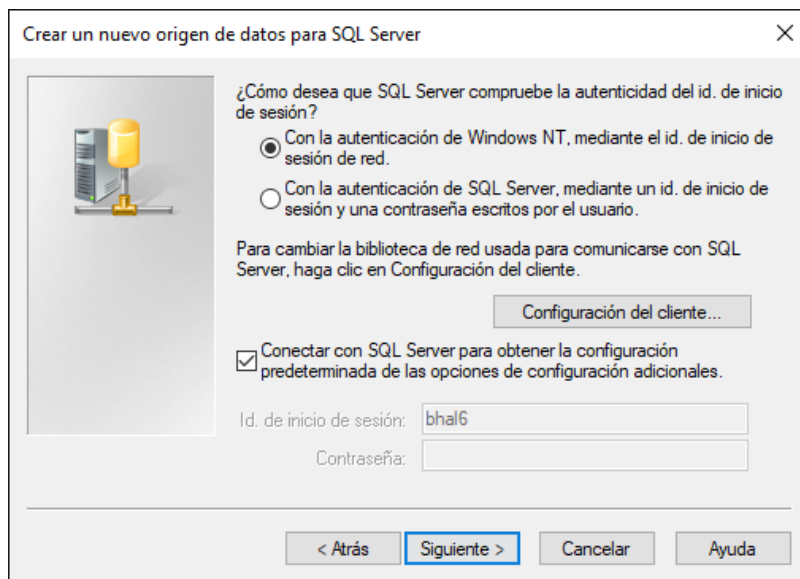 Crear un nuevo origen de datos para SQL Server
¿Cómo desea que SQL Server compruebe la autenticidad del id. de inicio
de sesión?
Con la autenticación de Windows NT, mediante el id. de inicio de
sesión de red.
Con la autenticación de SQL Server, mediante un id. de inicio de
sesión y una contraseña escritos por el usuario.
Para cambiar la biblioteca de red usada para comunicarse con SQL
Server, haga clic en Configuración del cliente.
Configuración del cliente...
Conectar con SQL Server para obtener la configuración
predeterminada de las opciones de configuración adicionales.
Id. de inicio de sesión: bhal6
Contraseña:
< Atrás Siguiente > Cancelar Ayuda